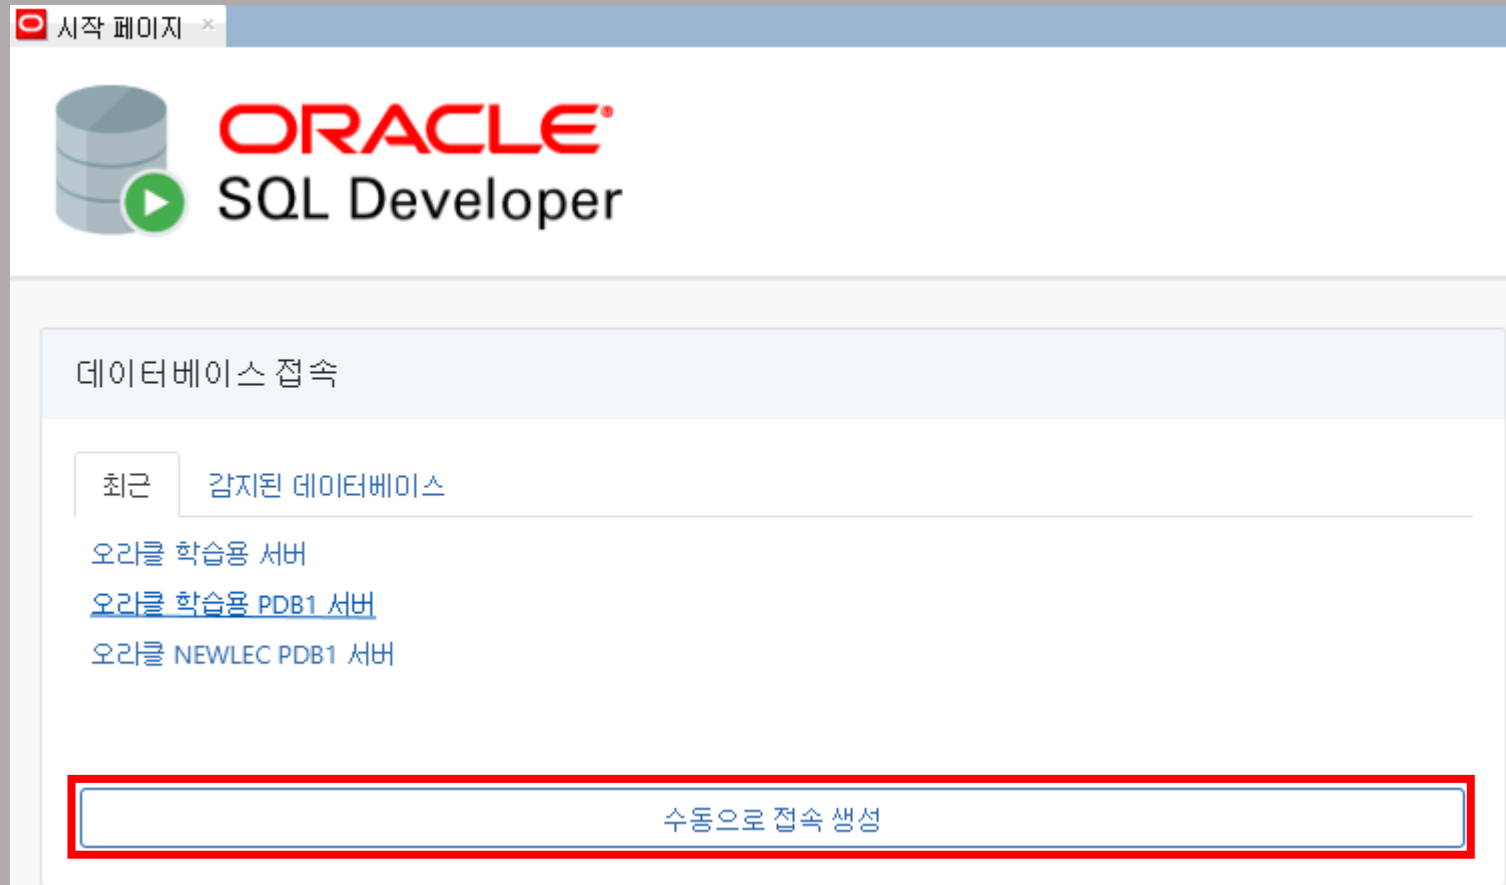 시작 페이지
ORACLE
SQL Developer
데이터베이스 접속
최근 감지된 데이터베이스
오라클 학습용 서버
오라클 학습용 PDB1 서버
오라클 NEWLEC PDB1 서버
수동으로 접속 생성